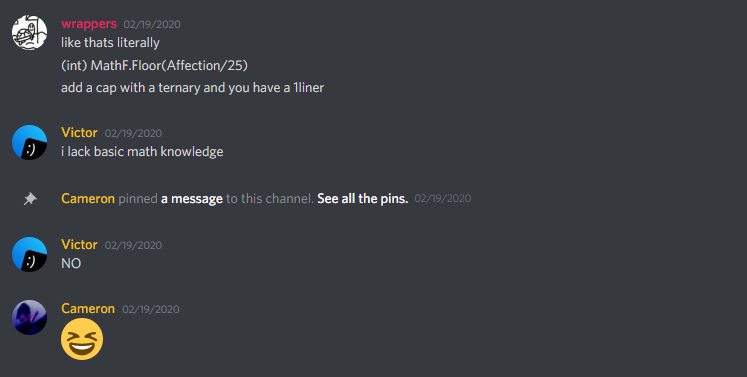 wrappers 02/19/2020
like thats literally
(int) MathF.Floor(Affection/25)
add a cap with a ternary and you have a 1liner
Victor 02/19/2020
:)
i lack basic math knowledge
Cameron pinned a message to this channel. See all the pins. 02/19/2020
Victor 02/19/2020
:)
NO
Cameron 02/19/2020